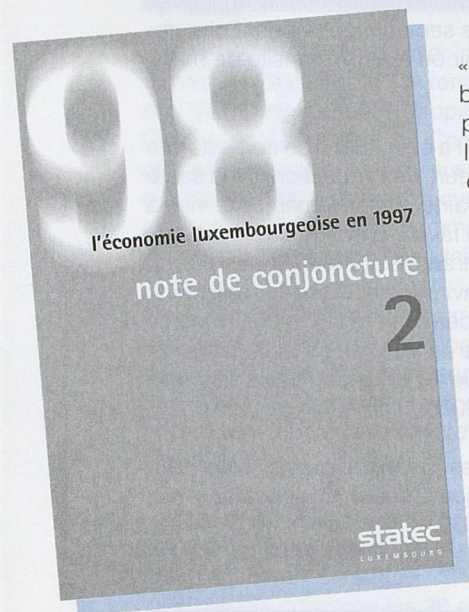 98
l'économie luxembourgeoise en 1997
note de conjoncture
2
statec
LUXEMBOURG
«